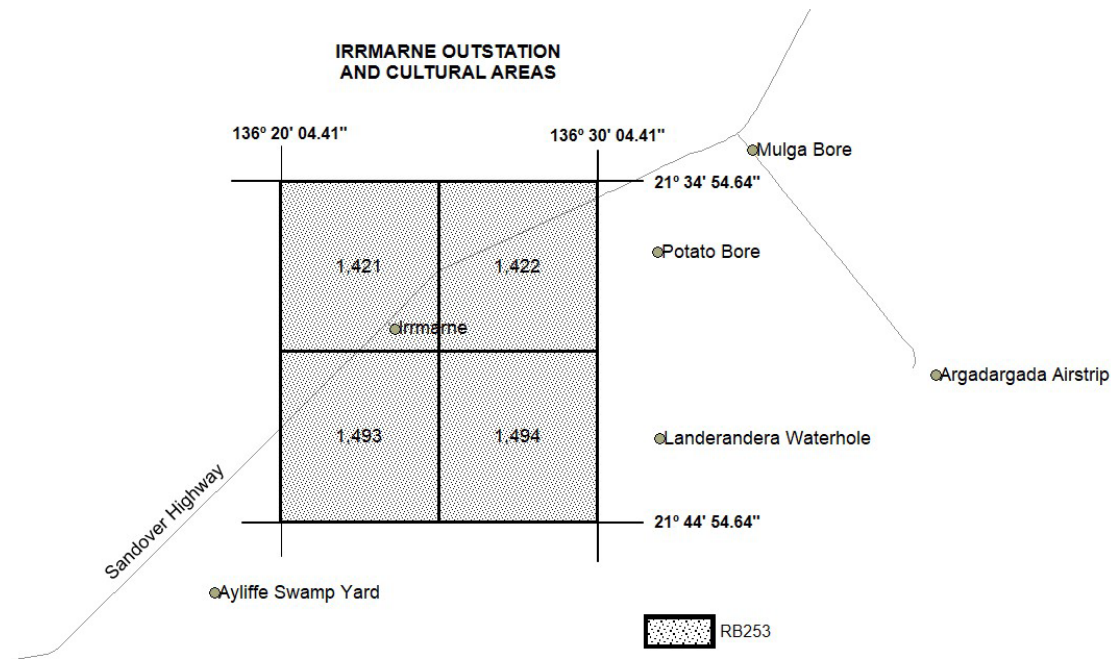 IRRMARNE OUTSTATION
AND CULTURAL AREAS
136º 20' 04.41"
136º 30' 04.41"
Mulga Bore
21º 34' 54.64"
Potato Bore
1,421
1,422
Irrmarne
Argadargada Airstrip
1,493
1,494
Landerandera Waterhole
Sandover Highway
21º 44' 54.64"
Ayliffe Swamp Yard
RB253